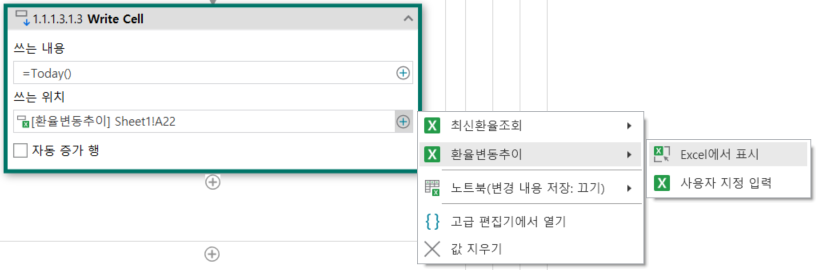 1.1.1.3.1.3 Write Cell
쓰는 내용
=Today()
쓰는 위치
[환율변동추이] Sheet1!A22
자동 증가 행
최신환율조회
환율변동추이
노트북(변경 내용 저장: 끄기)
고급 편집기에서 열기
값 지우기
Excel에서 표시
사용자 지정 입력